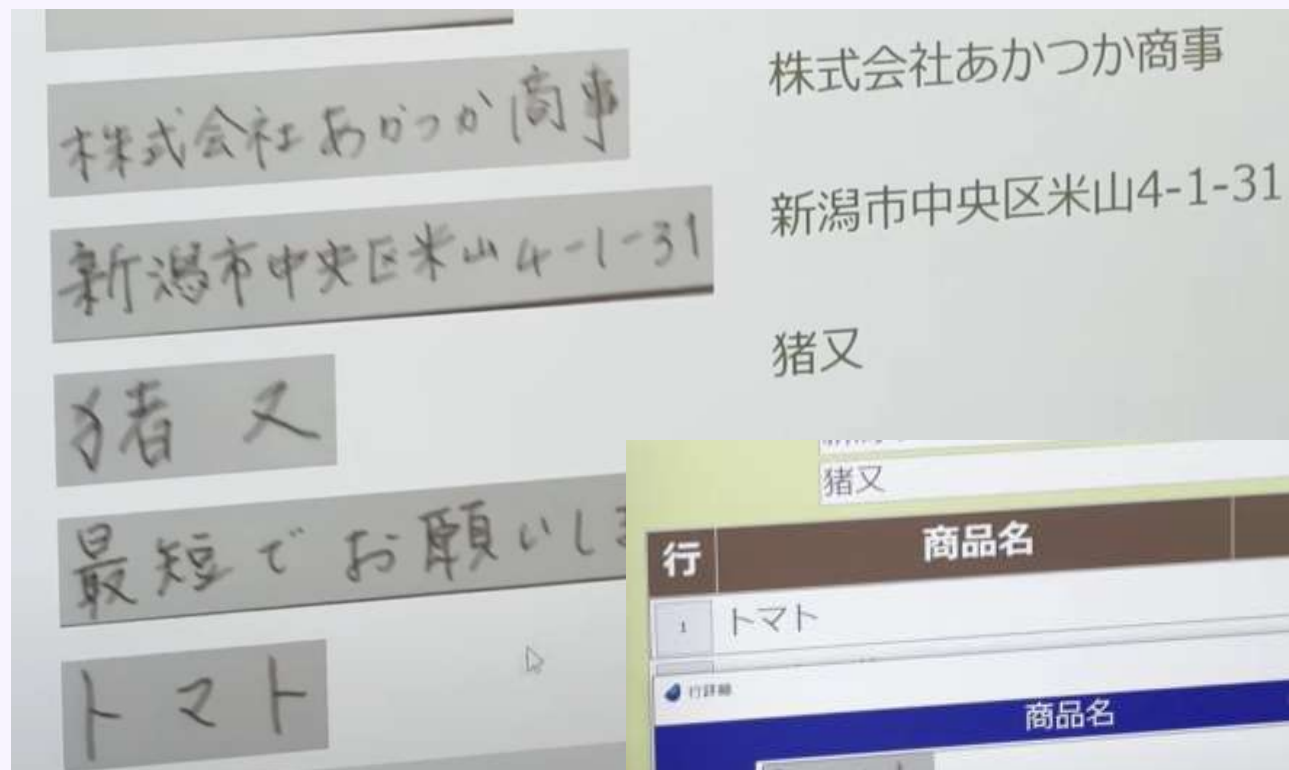 株式会社あかつか商事
株式会社あかつか商事
新潟市中央区米山4-1-31
新潟市中央区米山4-1-31
猪又
猪又
最短でお願いし
トマト
猪又
行 商品名
1 トマト
行詳細
商品名